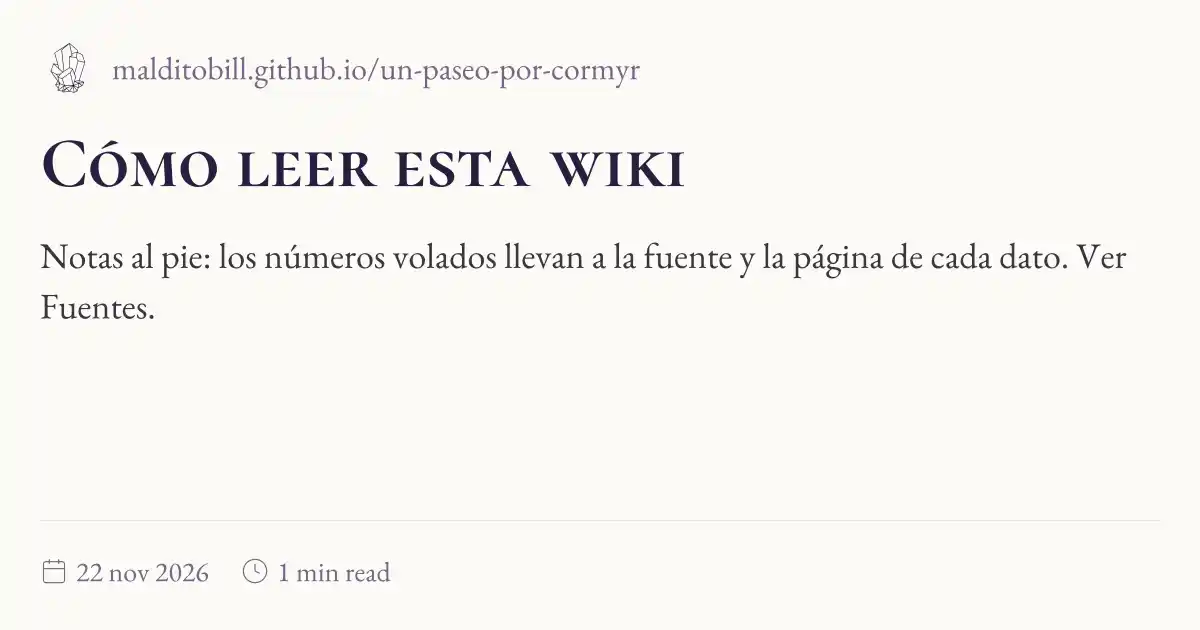 malditobill.github.io/un-paseo-por-cormyr
Cómo leer esta wiki
Notas al pie: los números volados llevan a la fuente y la página de cada dato. Ver
Fuentes.
22 nov 2026 1 min read